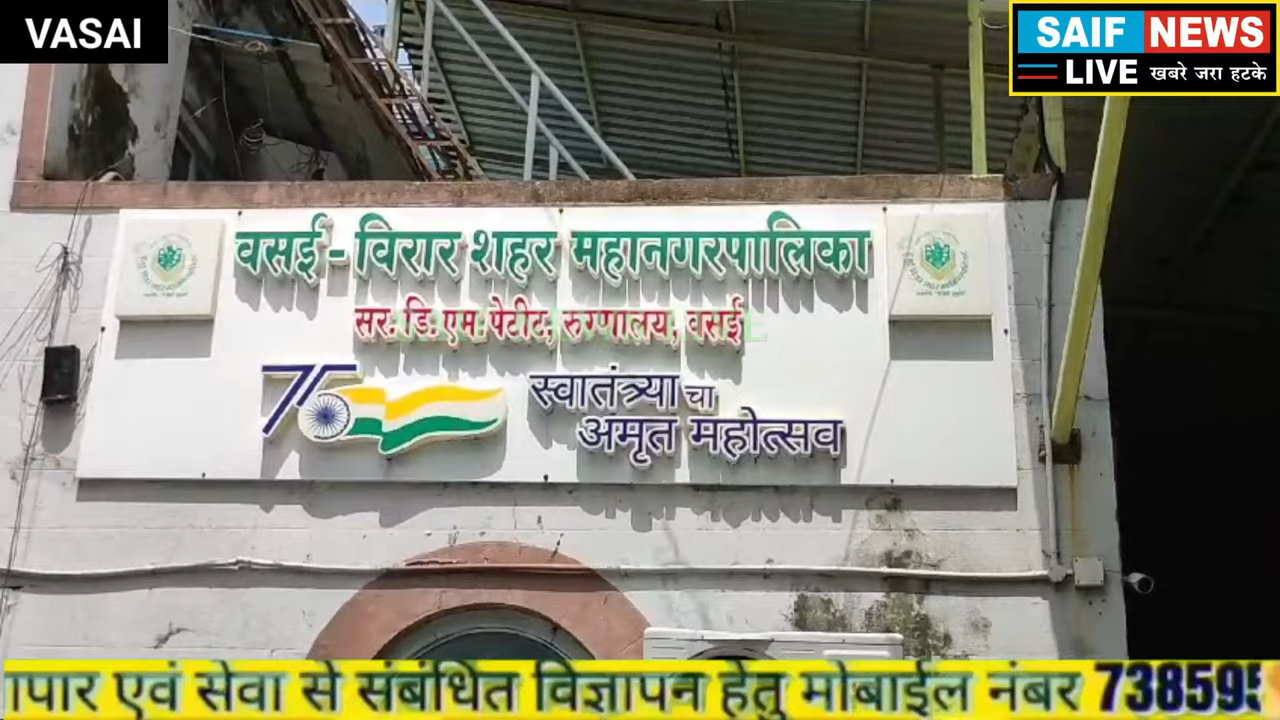 VASAI
SAIF NEWS
LIVE खबरे जरा हटके
वसई - विरार शहर महानगरपालिका
सर. डि. एम. पेटीट, रुग्णालय, वसई
75
स्वातंत्र्याचा
अमृत महोत्सव
एवं सेवा से संबंधित विज्ञापन हेतु मोबाईल नंबर 738595